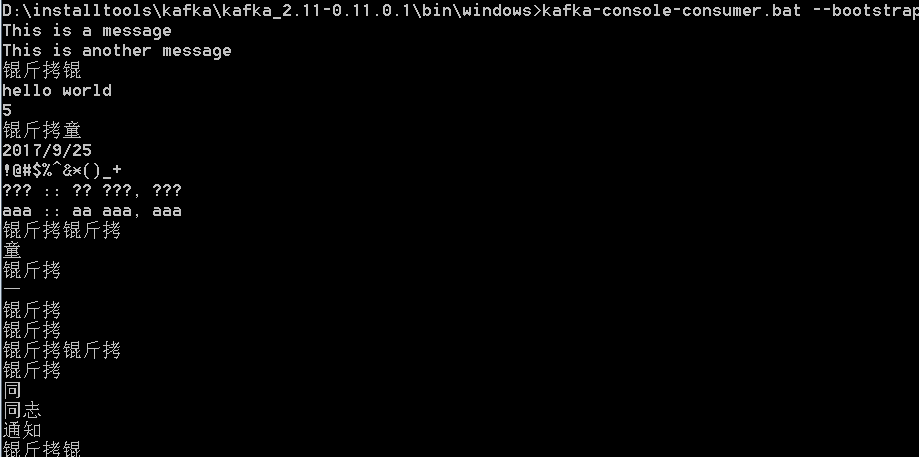 D:\installtools\kafka\kafka_2.11-0.11.0.1\bin\windows>kafka-console-consumer.bat --bootstrap
This is a message
This is another message
锟斤拷锟
hello world
5
锟斤拷童
2017/9/25
!@#$%^&*()_+
??? :: ?? ???, ???
aaa :: aa aaa, aaa
锟斤拷锟斤拷
童
锟斤拷
一
锟斤拷
锟斤拷
锟斤拷锟斤拷
锟斤拷
同
同志
通知
锟斤拷锟